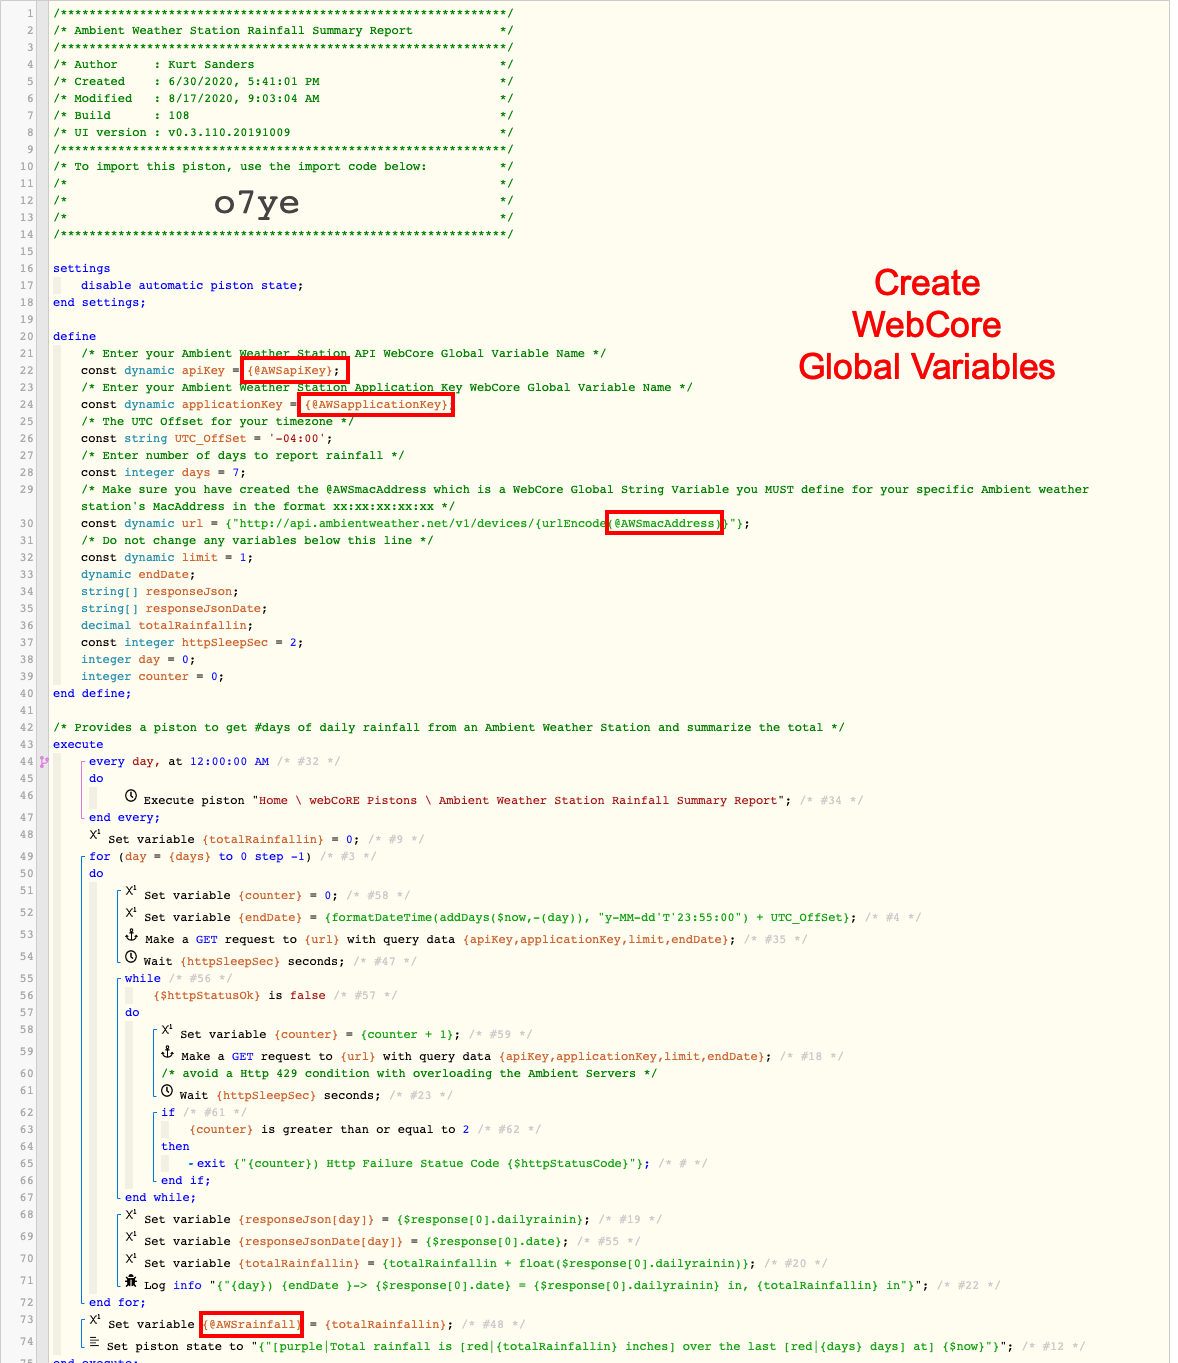 1 /**************************************************************/
2 /* Ambient Weather Station Rainfall Summary Report */
3 /**************************************************************/
4 /* Author : Kurt Sanders */
5 /* Created : 6/30/2020, 5:41:01 PM */
6 /* Modified : 8/17/2020, 9:03:04 AM */
7 /* Build : 108 */
8 /* UI version : v0.3.110.20191009 */
9 /**************************************************************/
10 /* To import this piston, use the import code below: */
11 /* */
12 /* o7ye */
13 /* */
14 /**************************************************************/
15
16 settings
17 disable automatic piston state;
18 end settings;
Create
WebCore
Global Variables
19
20 define
21 /* Enter your Ambient Weather Station API WebCore Global Variable Name */
22 const dynamic apiKey = {@AWSapiKey};
23 /* Enter your Ambient Weather Station Application Key WebCore Global Variable Name */
24 const dynamic applicationKey = {@AWSapplicationKey};
25 /* The UTC Offset for your timezone */
26 const string UTC_OffSet = '-04:00';
27 /* Enter number of days to report rainfall */
28 const integer days = 7;
29 /* Make sure you have created the @AWSmacAddress which is a WebCore Global String Variable you MUST define for your specific Ambient weather
station's MacAddress in the format xx:xx:xx:xx:xx */
30 const dynamic url = {"http://api.ambientweather.net/v1/devices/{urlEncode(@AWSmacAddress)}"};
31 /* Do not change any variables below this line */
32 const dynamic limit = 1;
33 dynamic endDate;
34 string[] responseJson;
35 string[] responseJsonDate;
36 decimal totalRainfallin;
37 const integer httpSleepSec = 2;
38 integer day = 0;
39 integer counter = 0;
40 end define;
41
42 /* Provides a piston to get #days of daily rainfall from an Ambient Weather Station and summarize the total */
43 execute
44 every day, at 12:00:00 AM /* #32 */
45 do
46 Execute piston "Home \ webCoRE Pistons \ Ambient Weather Station Rainfall Summary Report"; /* #34 */
47 end every;
48 Set variable {totalRainfallin} = 0; /* #9 */
49 for (day = {days} to 0 step -1) /* #3 */
50 do
51 Set variable {counter} = 0; /* #58 */
52 Set variable {endDate} = {formatDateTime(addDays($now,-(day)), "y-MM-dd'T'23:55:00") + UTC_OffSet}; /* #4 */
53 Make a GET request to {url} with query data {apiKey,applicationKey,limit,endDate}; /* #35 */
54 Wait {httpSleepSec} seconds; /* #47 */
55 while /* #56 */
56 {$httpStatusOk} is false /* #57 */
57 do
58 Set variable {counter} = {counter + 1}; /* #59 */
59 Make a GET request to {url} with query data {apiKey,applicationKey,limit,endDate}; /* #18 */
60 /* avoid a Http 429 condition with overloading the Ambient Servers */
61 Wait {httpSleepSec} seconds; /* #23 */
62 if /* #61 */
63 {counter} is greater than or equal to 2 /* #62 */
64 then
65 - exit {"{counter}) Http Failure Statue Code {$httpStatusCode}"}; /* # */
66 end if;
67 end while;
68 Set variable {responseJson[day]} = {$response[0].dailyrainin}; /* #19 */
69 Set variable {responseJsonDate[day]} = {$response[0].date}; /* #55 */
70 Set variable {totalRainfallin} = {totalRainfallin + float($response[0].dailyrainin)}; /* #20 */
71 Log info "{"{day}) {endDate }-> {$response[0].date} = {$response[0].dailyrainin} in, {totalRainfallin} in"}"; /* #22 */
72 end for;
73 Set variable {@AWSrainfall} = {totalRainfallin}; /* #48 */
74 Set piston state to "{"[purple|Total rainfall is [red|{totalRainfallin} inches] over the last [red|{days} days] at] {$now}"}"; /* #12 */
75 end execute;